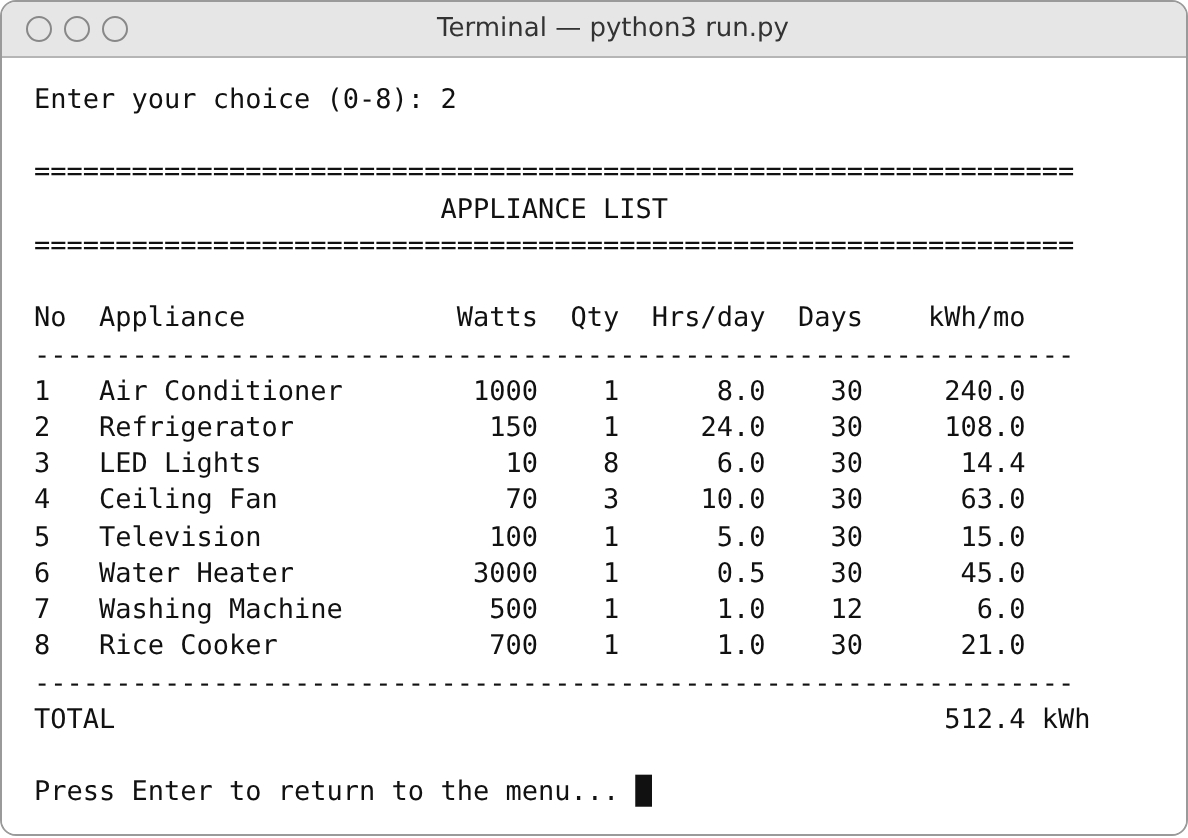 Terminal — python3 run.py
Enter your choice (0-8): 2
================================================================
                         APPLIANCE LIST
================================================================
No  Appliance             Watts  Qty  Hrs/day  Days    kWh/mo
----------------------------------------------------------------
1   Air Conditioner        1000    1      8.0    30     240.0
2   Refrigerator            150    1     24.0    30     108.0
3   LED Lights               10    8      6.0    30      14.4
4   Ceiling Fan              70    3     10.0    30      63.0
5   Television              100    1      5.0    30      15.0
6   Water Heater           3000    1      0.5    30      45.0
7   Washing Machine         500    1      1.0    12       6.0
8   Rice Cooker             700    1      1.0    30      21.0
----------------------------------------------------------------
TOTAL                                                   512.4 kWh
Press Enter to return to the menu...